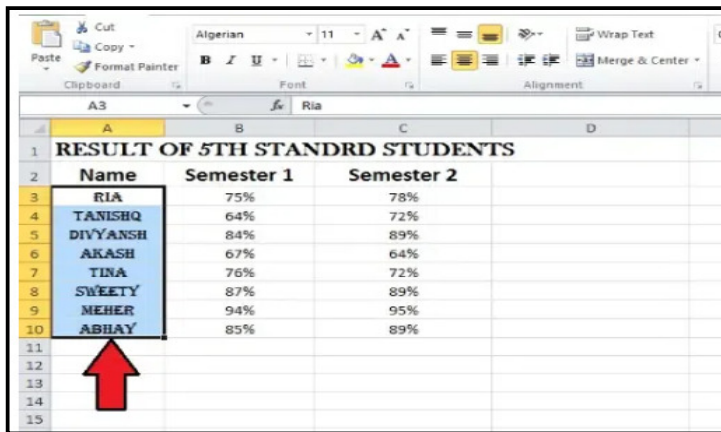 Cut
Algerian 11 A A Wrap Text
Copy
Paste Format Painter B I U A Merge & Center
Clipboard Font Alignment
A3 fx Ria
A B C D
1 RESULT OF 5TH STANDRD STUDENTS
2 Name Semester 1 Semester 2
3 RIA 75% 78%
4 TANISHQ 64% 72%
5 DIVYANSH 84% 89%
6 AKASH 67% 64%
7 TINA 76% 72%
8 SWEETY 87% 89%
9 MEHER 94% 95%
10 ABHAY 85% 89%
11
12
13
14
15